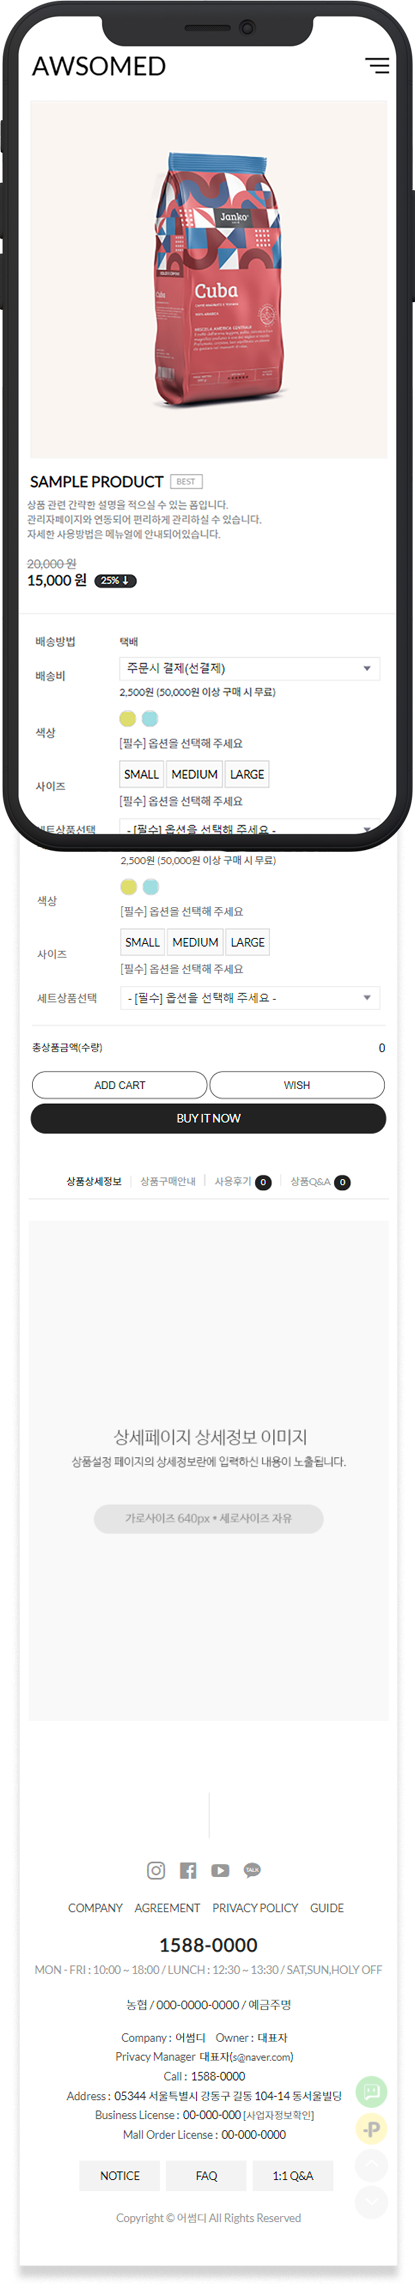 AWSOMED
Janko
Cuba
100% ARABICA
MISCELA AMERICA CENTRALE
SAMPLE PRODUCT BEST
상품 관련 간략한 설명을 적으실 수 있는 폼입니다.
관리자페이지와 연동되어 편리하게 관리하실 수 있습니다.
자세한 사용방법은 메뉴얼에 안내되어있습니다.
20,000 원
15,000 원 25% ↓
배송방법 택배
배송비 주문시 결제(선결제)
2,500원 (50,000원 이상 구매 시 무료)
색상
[필수] 옵션을 선택해 주세요
사이즈 SMALL MEDIUM LARGE
[필수] 옵션을 선택해 주세요
세트상품선택 - [필수] 옵션을 선택해 주세요 -
2,500원 (50,000원 이상 구매 시 무료)
색상
[필수] 옵션을 선택해 주세요
사이즈 SMALL MEDIUM LARGE
[필수] 옵션을 선택해 주세요
세트상품선택 - [필수] 옵션을 선택해 주세요 -
총상품금액(수량) 0
ADD CART WISH
BUY IT NOW
상품상세정보 상품구매안내 사용후기 0 상품Q&A 0
상세페이지 상세정보 이미지
상품설정 페이지의 상세정보란에 입력하신 내용이 노출됩니다.
가로사이즈 640px * 세로사이즈 자유
TALK
COMPANY AGREEMENT PRIVACY POLICY GUIDE
1588-0000
MON - FRI : 10:00 ~ 18:00 / LUNCH : 12:30 ~ 13:30 / SAT,SUN,HOLY OFF
농협 / 000-0000-0000 / 예금주명
Company : 어썸디 Owner : 대표자
Privacy Manager 대표자(s@naver.com)
Call : 1588-0000
Address : 05344 서울특별시 강동구 길동 104-14 동서울빌딩
Business License : 00-000-000 [사업자정보확인]
Mall Order License : 00-000-0000
-P
NOTICE FAQ 1:1 Q&A
Copyright © 어썸디 All Rights Reserved